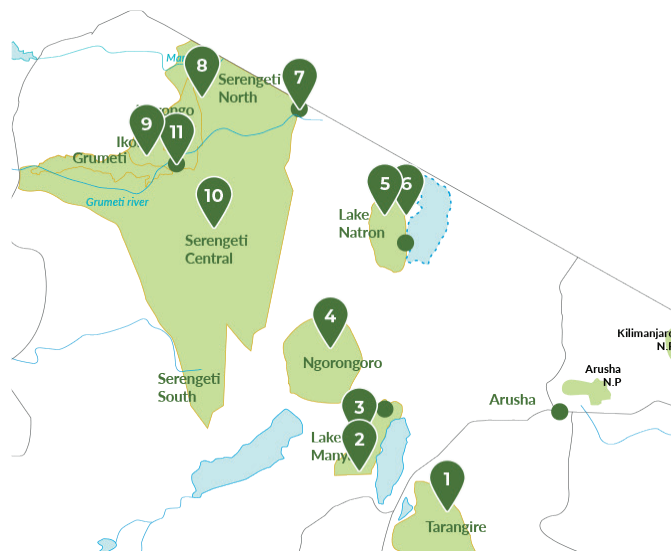 8
7
Serengeti
North
9
11
Grumeti
10
Grumeti river
Serengeti
Central
5
6
Lake
Natron
4
Ngorongoro
Kilimanjaro
N.P
Arusha
N.P
Serengeti
South
Arusha
3
Lake
2
1
Tarangire